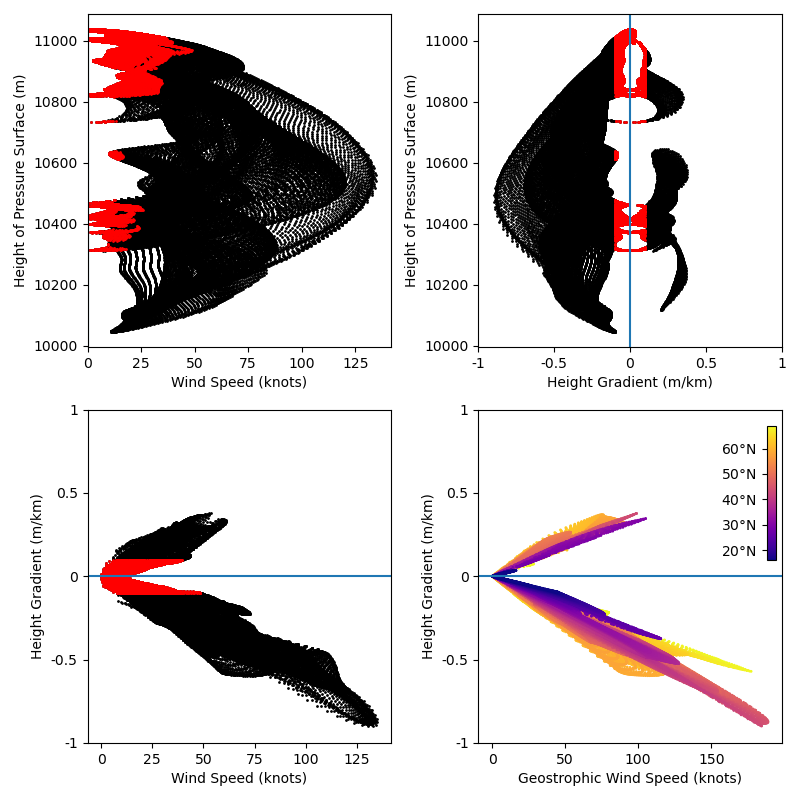 11000
10800
10600
10400
10200
10000
Height of Pressure Surface (m)
0 25 50 75 100 125
Wind Speed (knots)
11000
10800
10600
10400
10200
10000
Height of Pressure Surface (m)
-1 -0.5 0 0.5 1
Height Gradient (m/km)
1
0.5
0
-0.5
-1
Height Gradient (m/km)
0 25 50 75 100 125
Wind Speed (knots)
1
0.5
0
-0.5
-1
Height Gradient (m/km)
60°N
50°N
40°N
30°N
20°N
0 50 100 150
Geostrophic Wind Speed (knots)